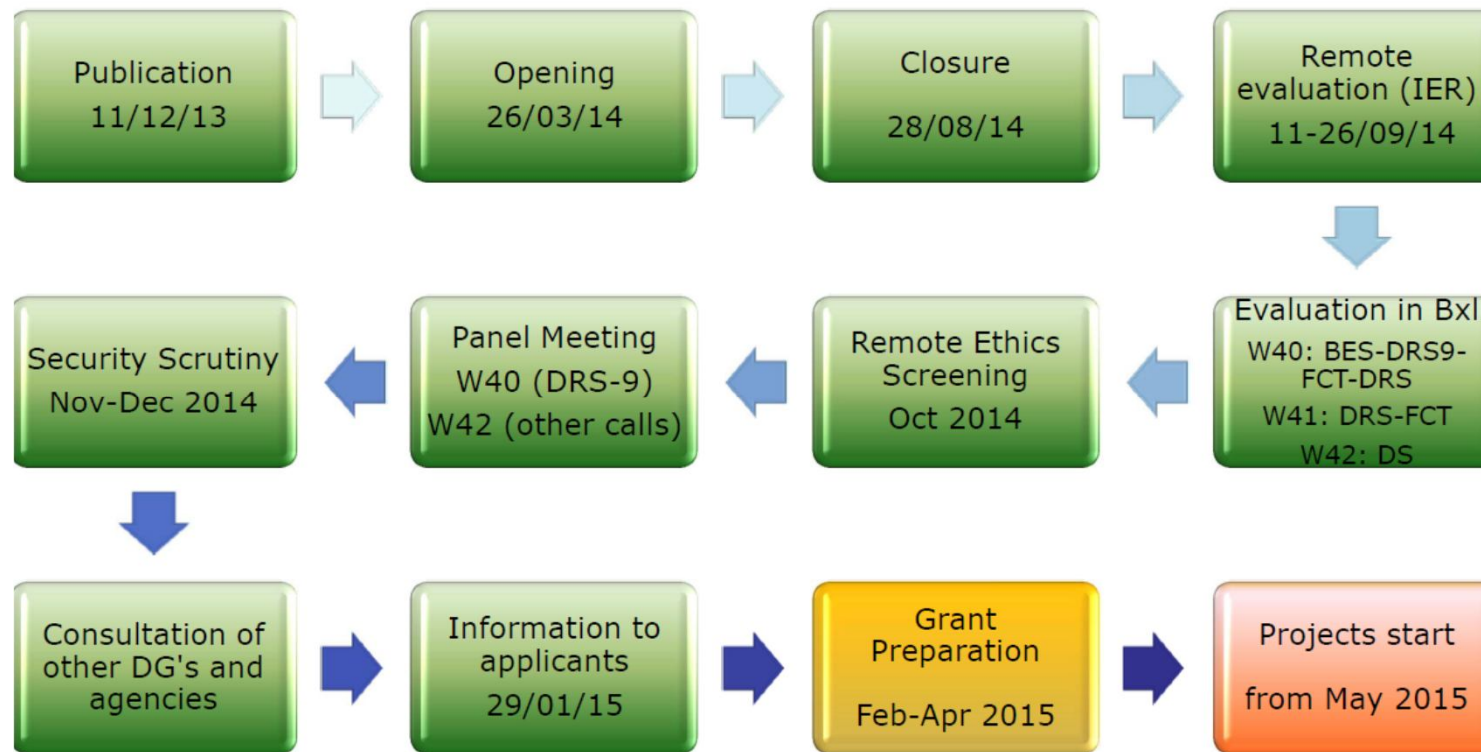 Publication
11/12/13
Opening
26/03/14
Closure
28/08/14
Remote
evaluation (IER)
11-26/09/14
Evaluation in Bxl
W40: BES-DRS9-
FCT-DRS
W41: DRS-FCT
W42: DS
Remote Ethics
Screening
Oct 2014
Panel Meeting
W40 (DRS-9)
W42 (other calls)
Security Scrutiny
Nov-Dec 2014
Consultation of
other DG's and
agencies
Information to
applicants
29/01/15
Grant
Preparation
Feb-Apr 2015
Projects start
from May 2015